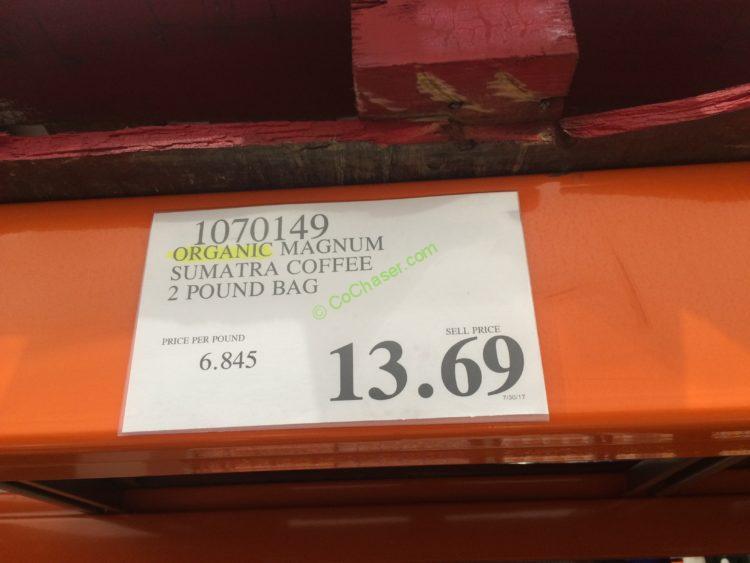 1070149
ORGANIC MAGNUM
SUMATRA COFFEE
2 POUND BAG
© CoChaser.com
PRICE PER POUND
6.845
SELL PRICE
13.69
7/30/17